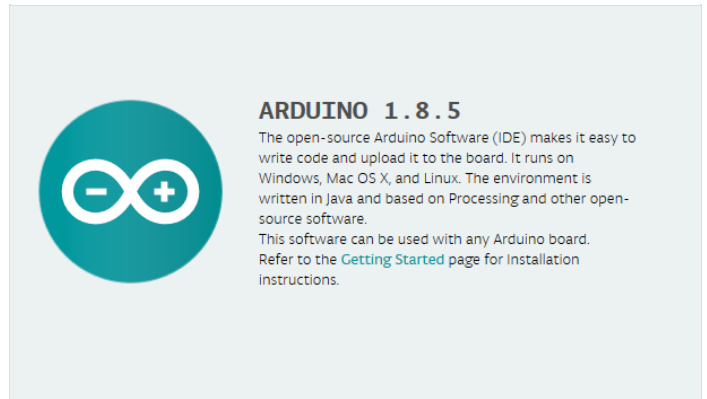 ARDUINO 1.8.5
The open-source Arduino Software (IDE) makes it easy to
write code and upload it to the board. It runs on
Windows, Mac OS X, and Linux. The environment is
written in Java and based on Processing and other open-
source software.
This software can be used with any Arduino board.
Refer to the Getting Started page for Installation
instructions.